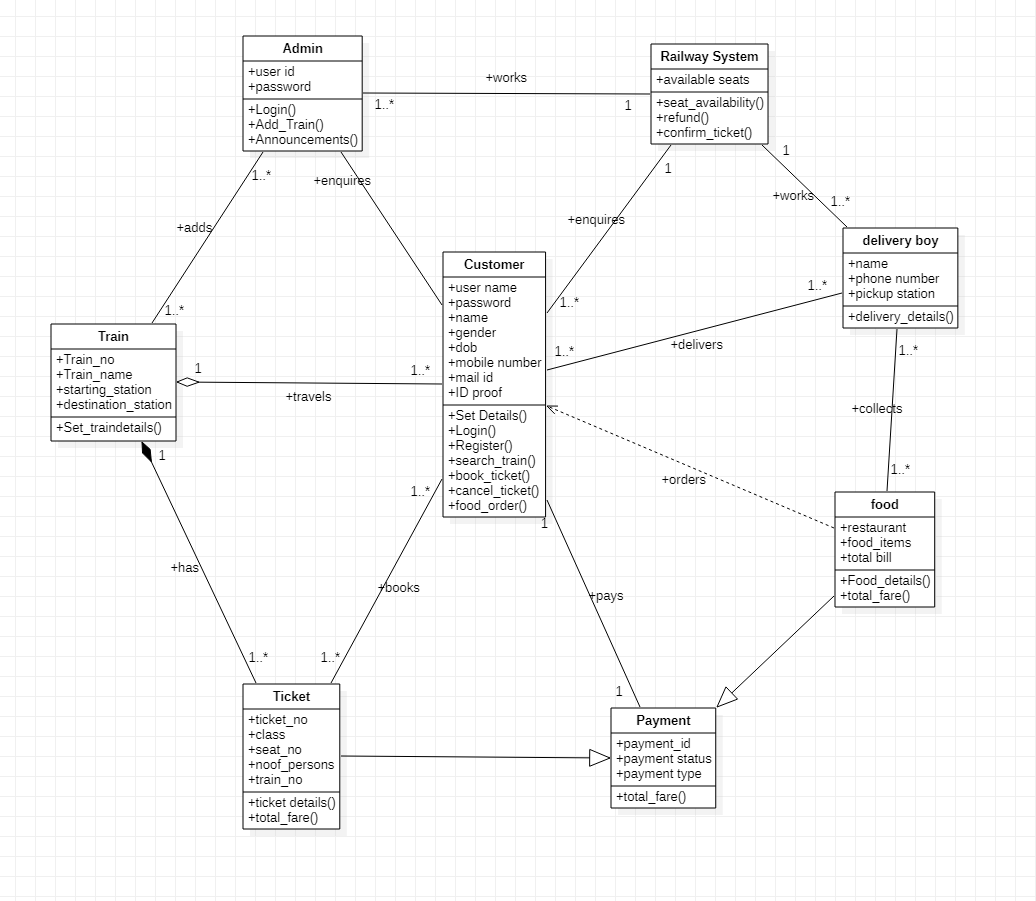 Admin
+user id
+password
+Login()
+Add_Train()
+Announcements()
+works
1..*
1
Railway System
+available seats
+seat_availability()
+refund()
+confirm_ticket()
1..*
+enquires
1
1
+adds
+enquires
+works
1..*
delivery boy
+name
+phone number
+pickup station
+delivery_details()
1..*
1..*
1..*
Customer
+user name
+password
+name
+gender
+dob
+mobile number
+mail id
+ID proof
+Set Details()
+Login()
+Register()
+search_train()
+book_ticket()
+cancel_ticket()
+food_order()
Train
+Train_no
+Train_name
+starting_station
+destination_station
+Set_traindetails()
1
1..*
+travels
1..*
+delivers
1..*
+collects
1..*
1
1..*
1
+orders
food
+restaurant
+food_items
+total bill
+Food_details()
+total_fare()
+has
+books
+pays
1..*
1..*
1
Ticket
+ticket_no
+class
+seat_no
+noof_persons
+train_no
+ticket details()
+total_fare()
Payment
+payment_id
+payment status
+payment type
+total_fare()